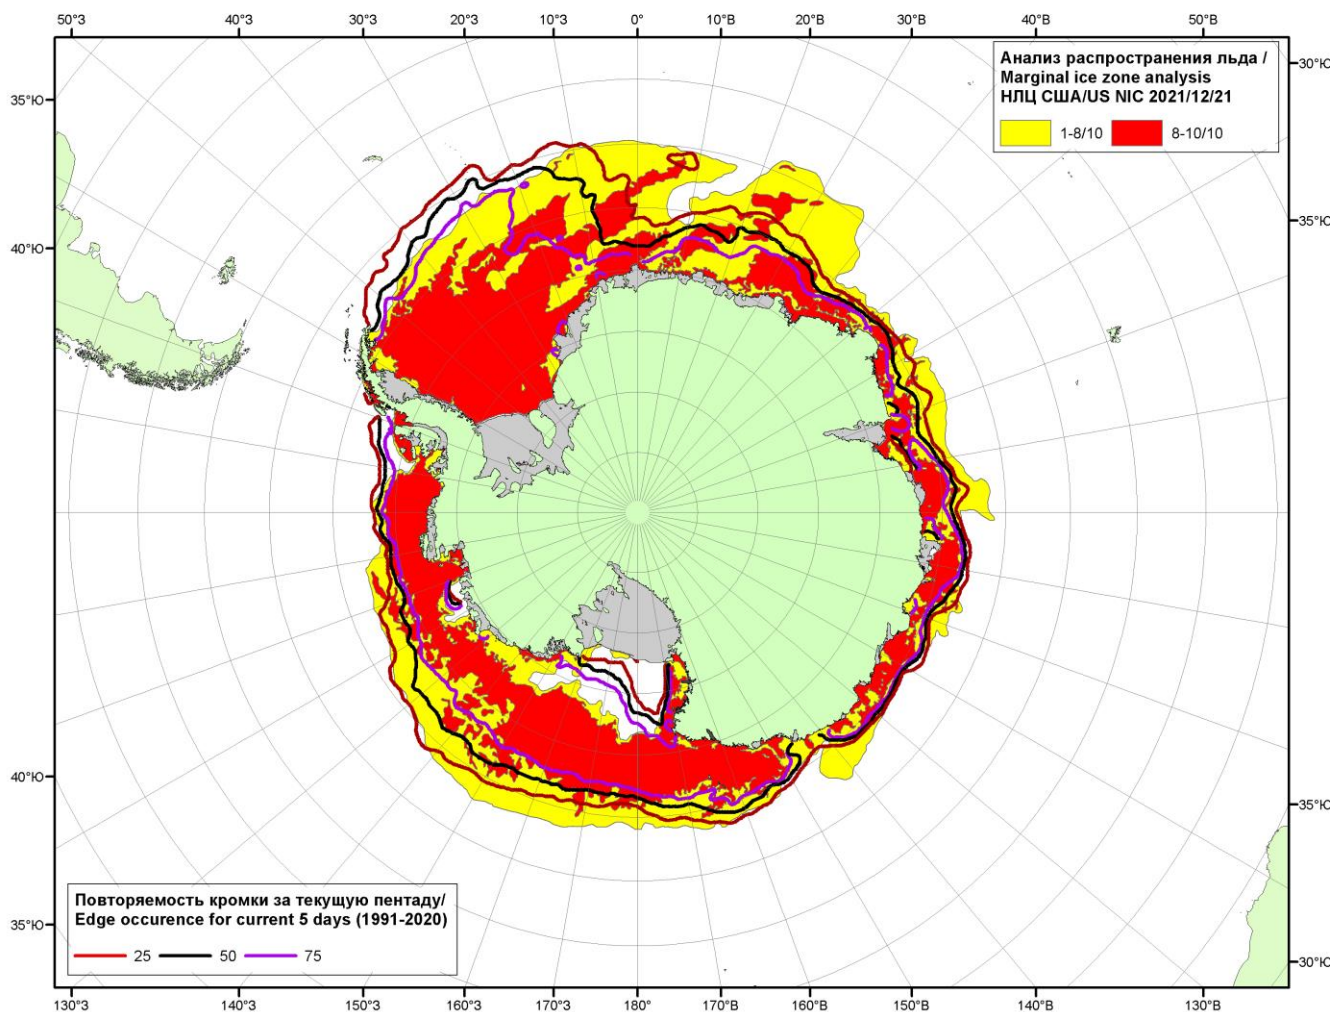 50°З 40°З 30°З 20°З 10°З 0° 10°В 20°В 30°В 40°В 50°В
Анализ распространения льда /
Marginal ice zone analysis
НЛЦ США/US NIC 2021/12/21
1-8/10 8-10/10
30°Ю
35°Ю
35°Ю
40°Ю
40°Ю
35°Ю
35°Ю
30°Ю
Повторяемость кромки за текущую пентаду/
Edge occurence for current 5 days (1991-2020)
25 50 75
130°З 140°З 150°З 160°З 170°З 180° 170°В 160°В 150°В 140°В 130°В